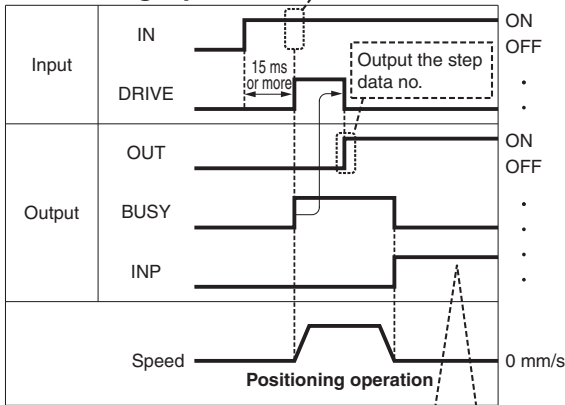 IN
ON
OFF
Input
15 ms
or more
Output the step
data no.
DRIVE
OUT
ON
OFF
Output
BUSY
INP
Speed
0 mm/s
Positioning operation